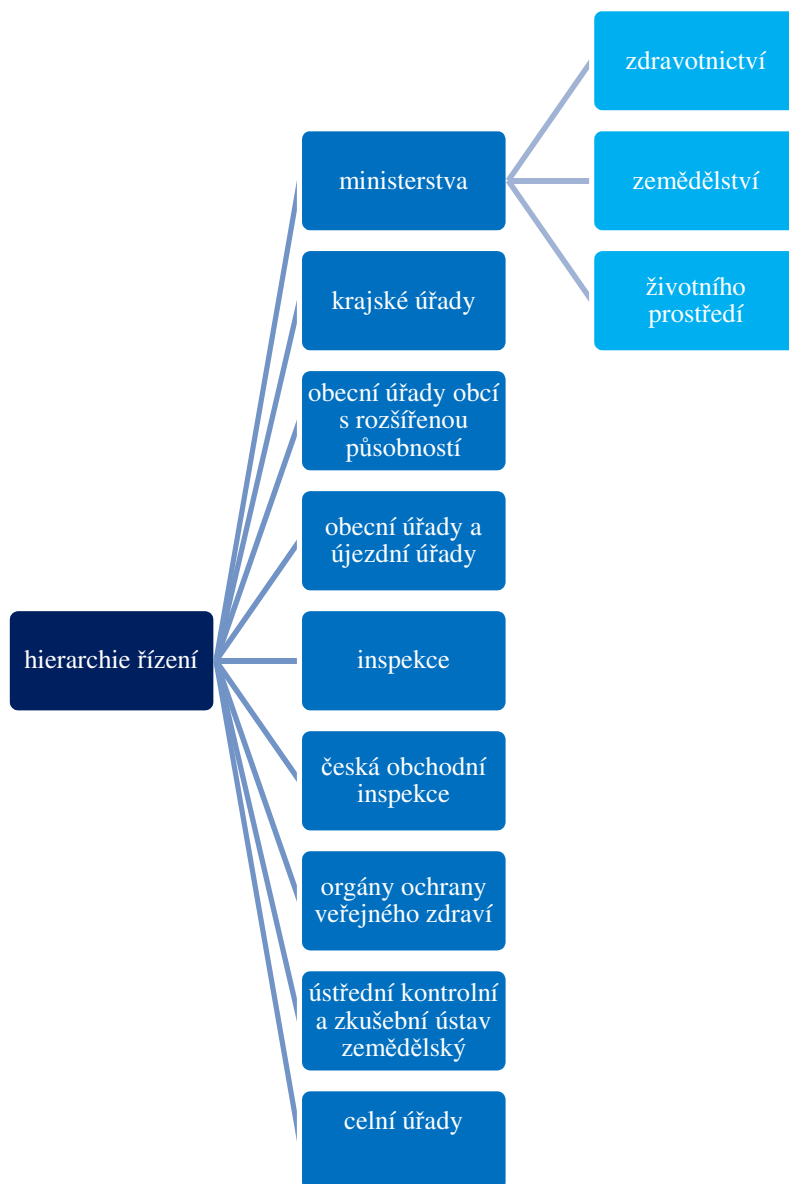 zdravotnictví
ministerstva
zemědělství
životního
prostředí
krajské úřady
obecní úřady obcí
s rozšířenou
působností
obecní úřady a
újezdní úřady
hierarchie řízení
inspekce
česká obchodní
inspekce
orgány ochrany
veřejného zdraví
ústřední kontrolní
a zkušební ústav
zemědělský
celní úřady